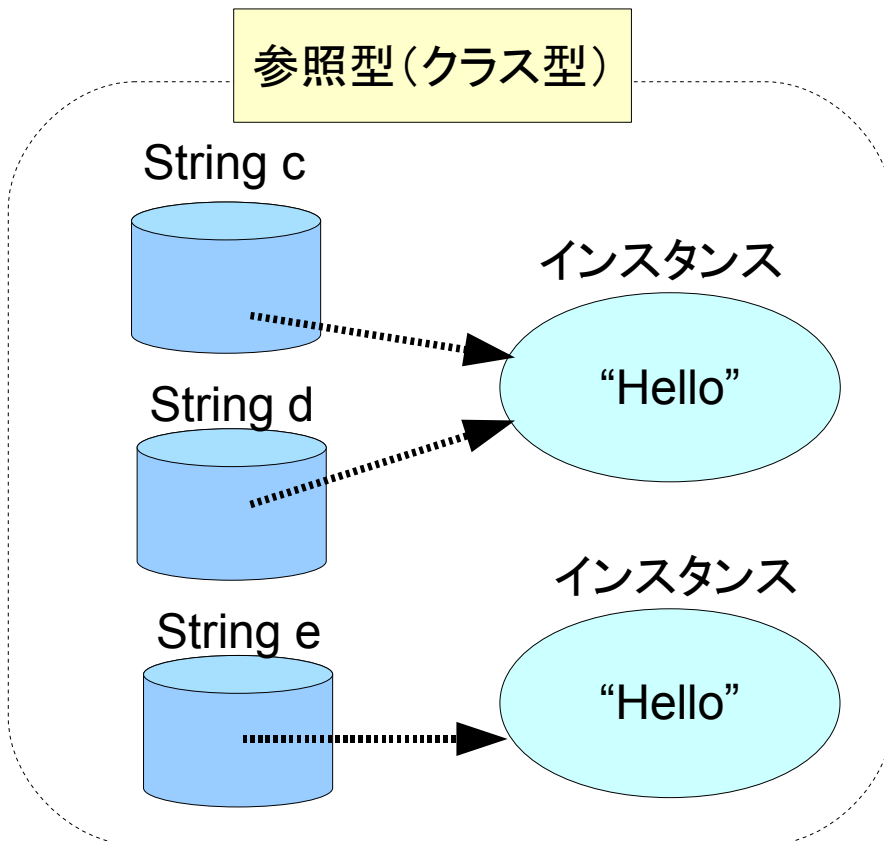 参照型（クラス型）
String c
インスタンス
“Hello”
String d
インスタンス
String e
“Hello”